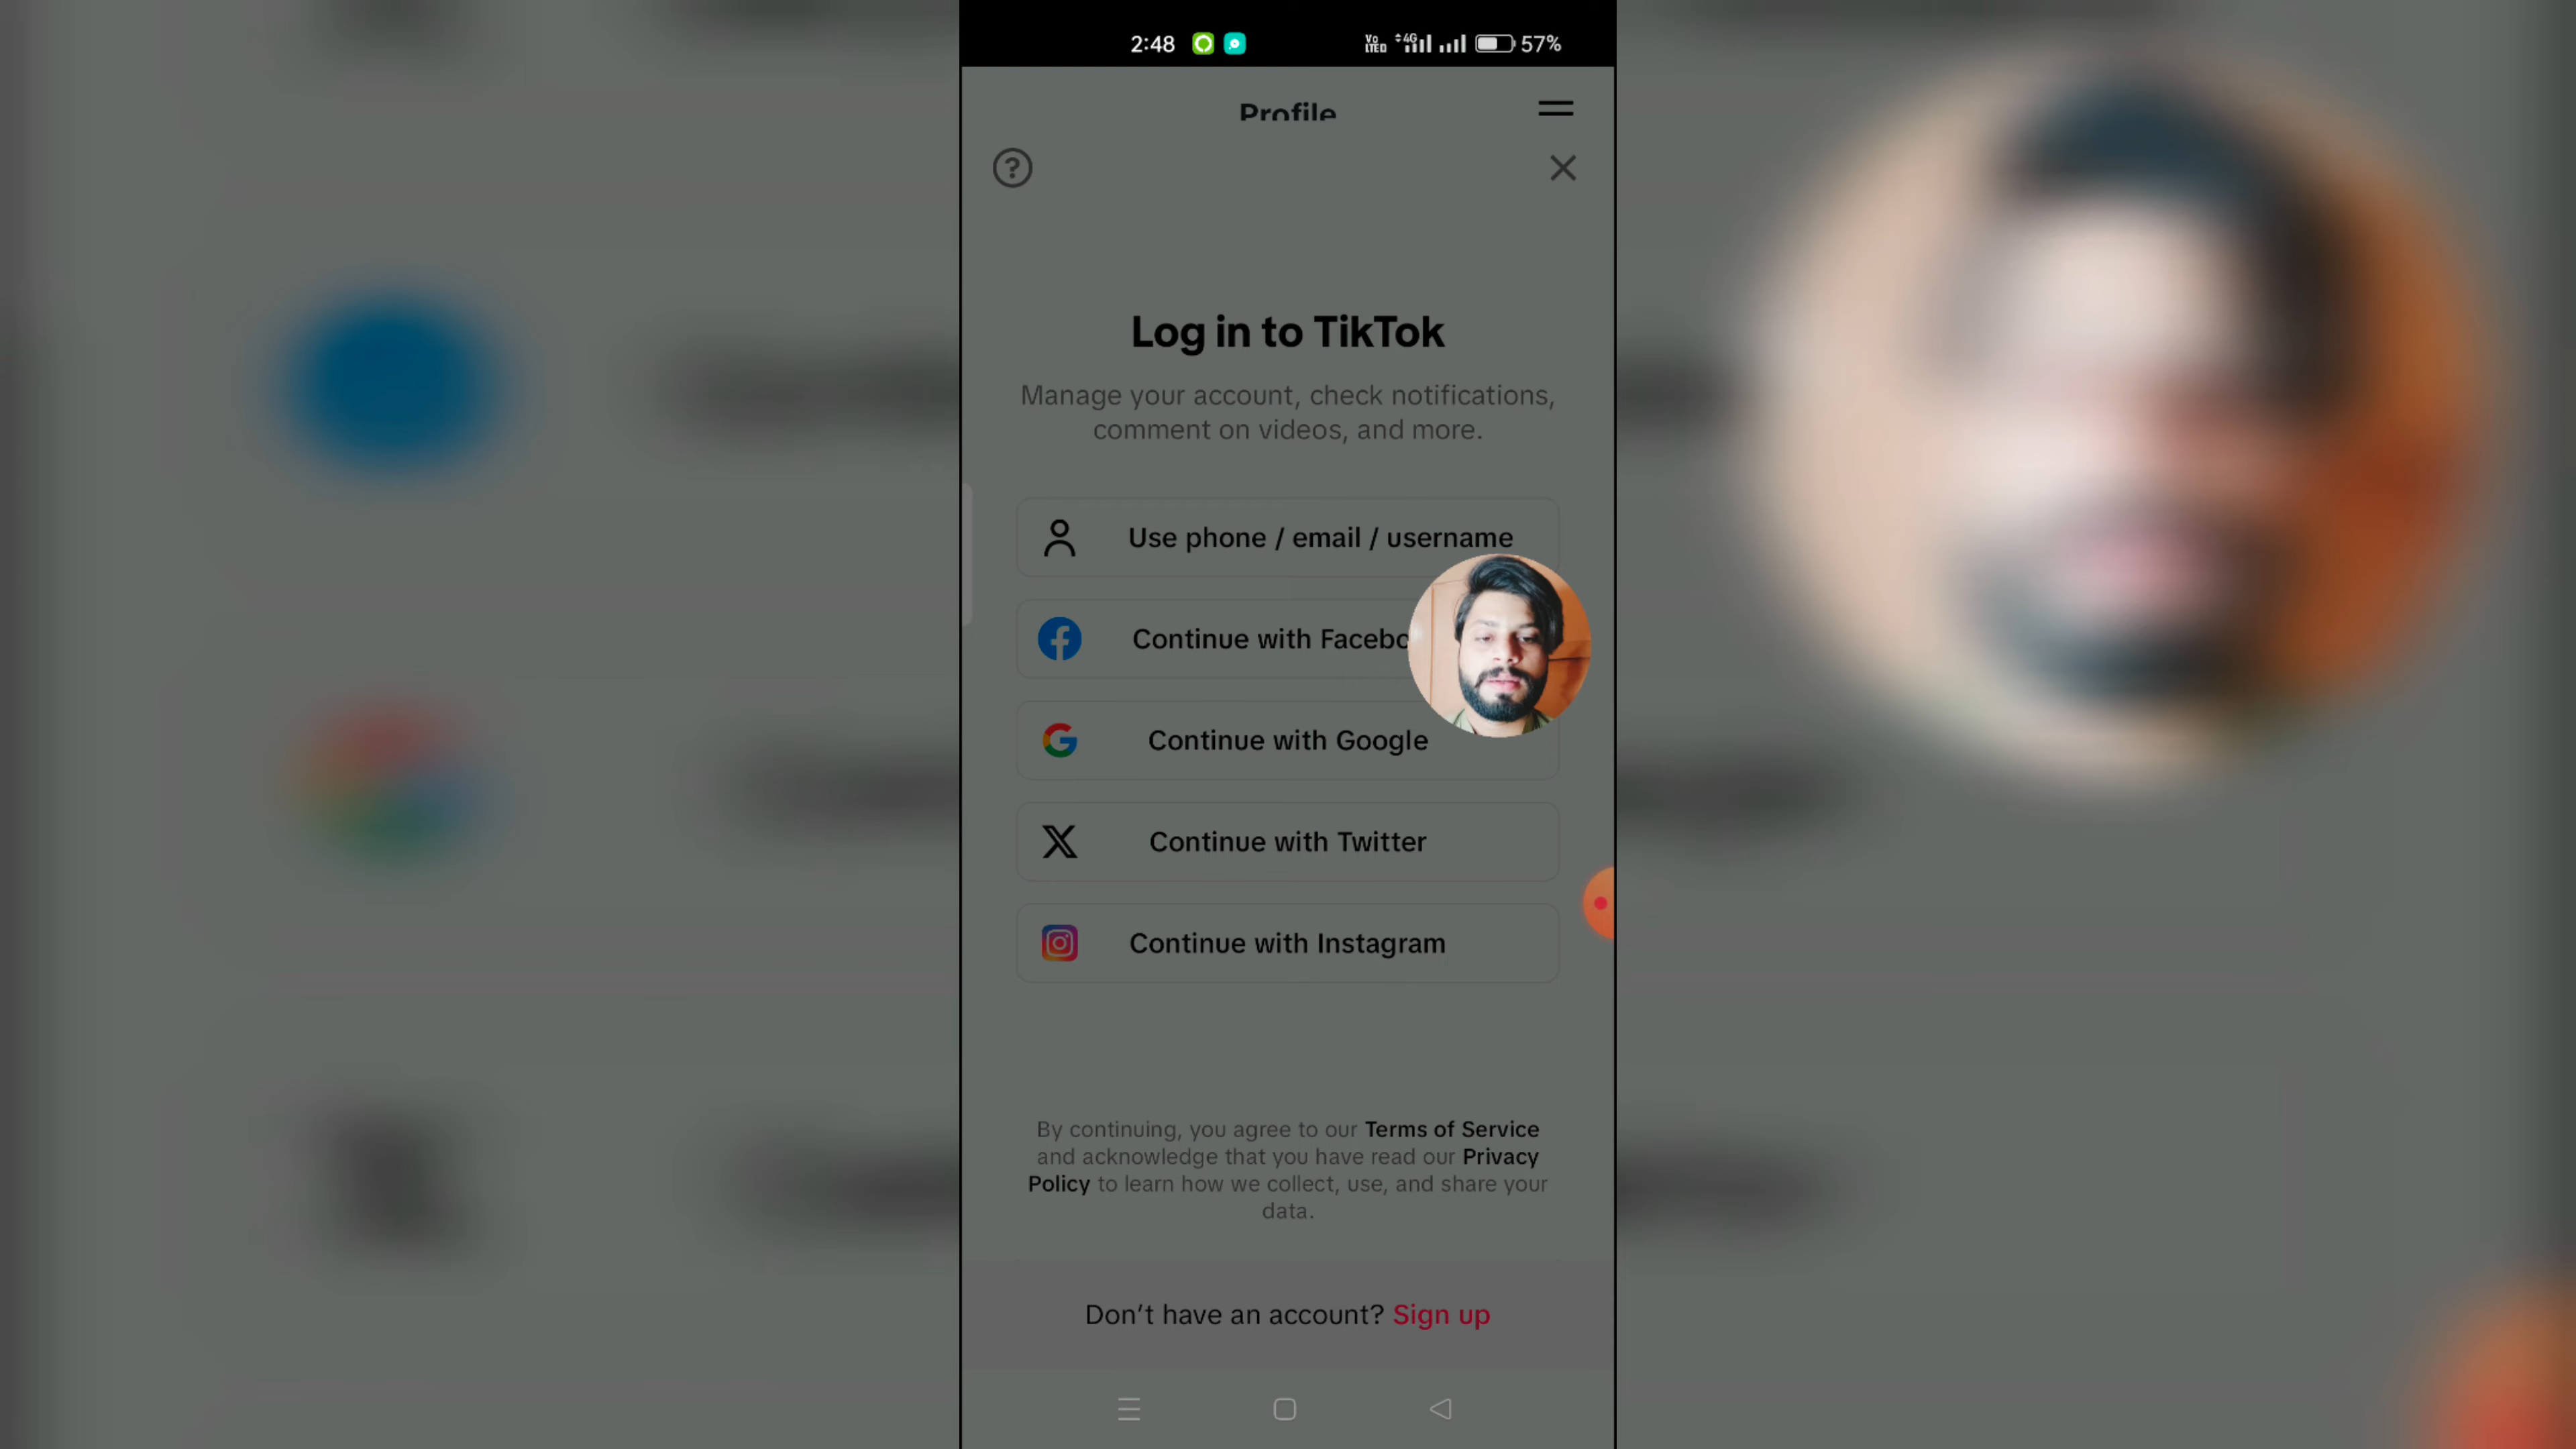 2:48
Vo LTED 4G 57%
Profile
?
Log in to TikTok
Manage your account, check notifications,
comment on videos, and more.
Use phone / email / username
Continue with Facebo
Continue with Google
Continue with Twitter
Continue with Instagram
By continuing, you agree to our Terms of Service
and acknowledge that you have read our Privacy
Policy to learn how we collect, use, and share your
data.
Don’t have an account? Sign up